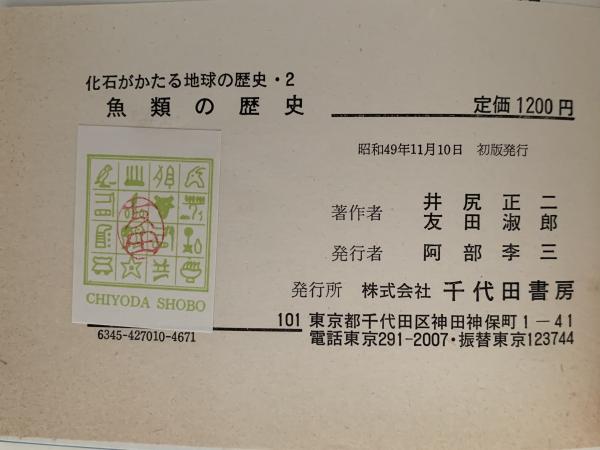 化石がかたる地球の歴史・2
魚類の歴史 定価1200円
昭和49年11月10日 初版発行
著作者 井尻正二
友田淑郎
発行者 阿部李三
発行所 株式会社 千代田書房
101 東京都千代田区神田神保町1-41
電話東京291-2007・振替東京123744
CHIYODA SHOBO
6345-427010-4671